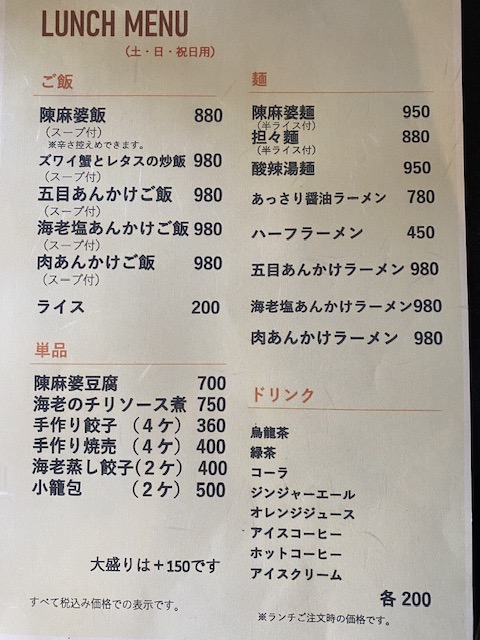 LUNCH MENU
(土・日・祝日用)
ご飯
陳麻婆飯 880
(スープ付)
※辛さ控えめできます。
ズワイ蟹とレタスの炒飯 980
(スープ付)
五目あんかけご飯 980
(スープ付)
海老塩あんかけご飯 980
(スープ付)
肉あんかけご飯 980
(スープ付)
ライス 200
単品
陳麻婆豆腐 700
海老のチリソース煮 750
手作り餃子 (4ケ) 360
手作り焼売 (4ケ) 400
海老蒸し餃子(2ケ) 400
小籠包 (2ケ) 500
大盛りは+150です
すべて税込み価格での表示です。
麺
陳麻婆麺 950
(半ライス付)
担々麺 880
(半ライス付)
酸辣湯麺 950
あっさり醤油ラーメン 780
ハーフラーメン 450
五目あんかけラーメン 980
海老塩あんかけラーメン980
肉あんかけラーメン 980
ドリンク
烏龍茶
緑茶
コーラ
ジンジャーエール
オレンジジュース
アイスコーヒー
ホットコーヒー
アイスクリーム
各 200
※ランチご注文時の価格です。